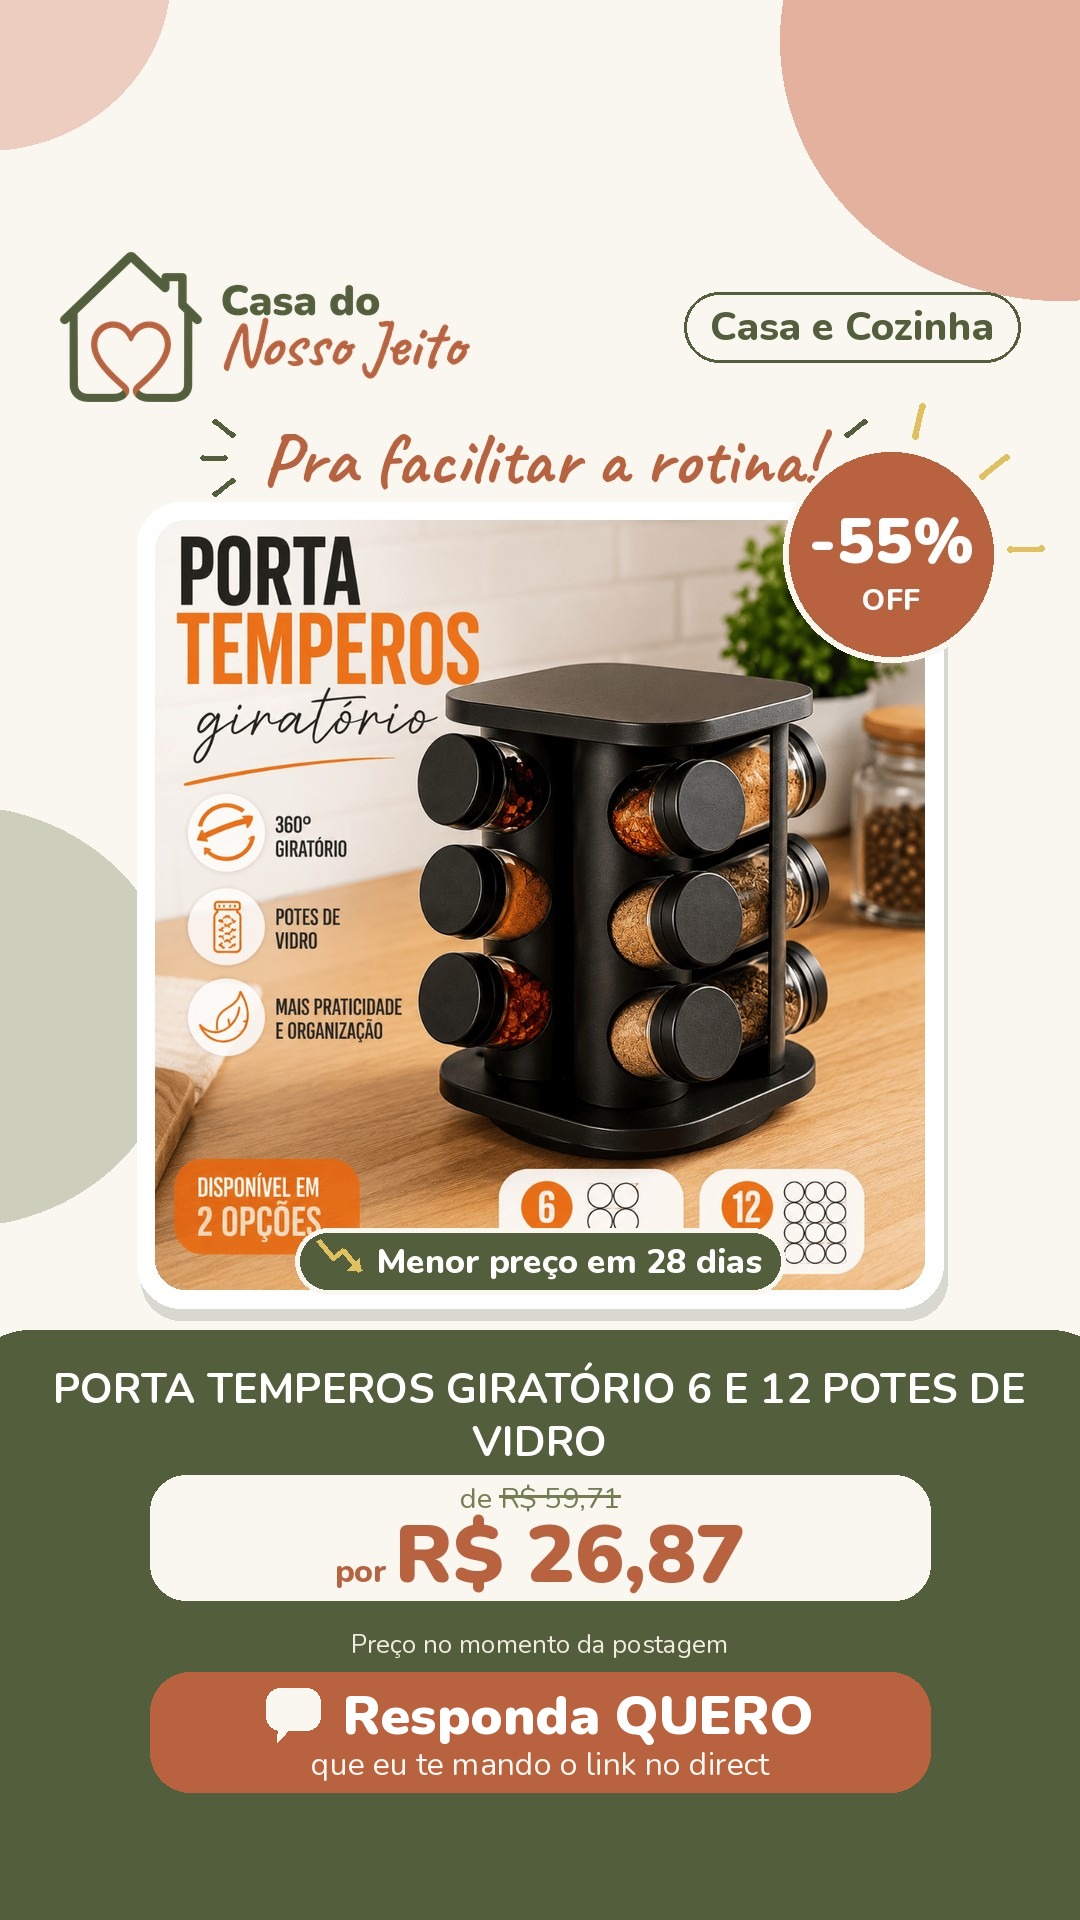 Casa do
Nosso Jeito
Casa e Cozinha
Pra facilitar a rotina!
-55%
OFF
PORTA
TEMPEROS
giratório
360º
GIRATÓRIO
POTES DE
VIDRO
MAIS PRATICIDADE
E ORGANIZAÇÃO
DISPONÍVEL EM
2 OPÇÕES
6
12
Menor preço em 28 dias
PORTA TEMPEROS GIRATÓRIO 6 E 12 POTES DE
VIDRO
de R$ 59,71
por R$ 26,87
Preço no momento da postagem
Responda QUERO
que eu te mando o link no direct